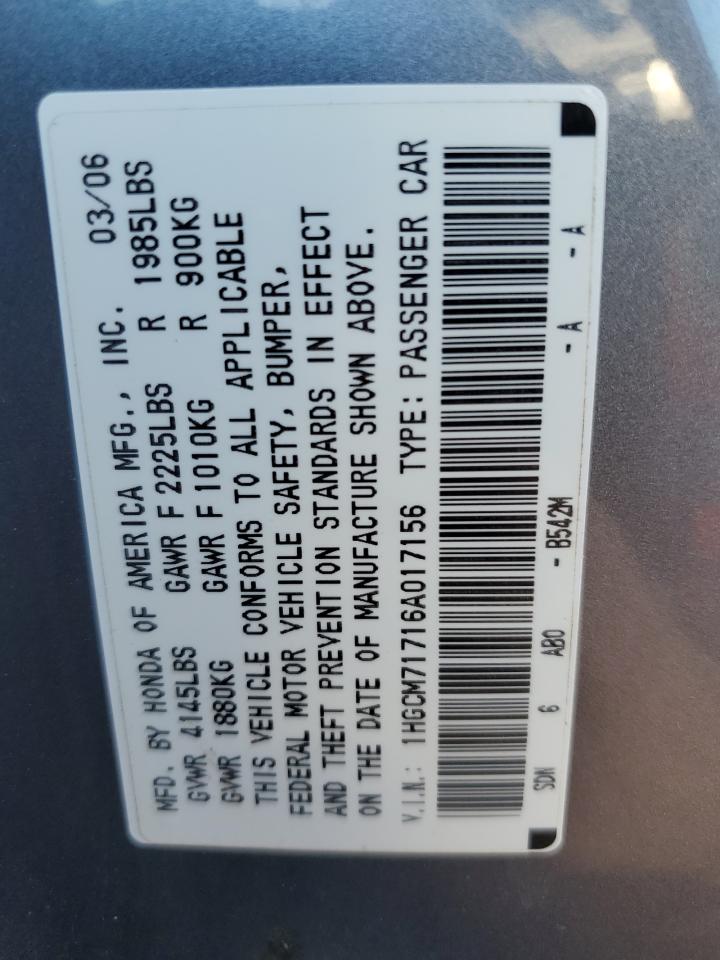 MFD. BY HONDA OF AMERICA MFG., INC. 03/06
GVWR 4145LBS GAWR F 2225LBS R 1985LBS
GVWR 1880KG GAWR F 1010KG R 900KG
THIS VEHICLE CONFORMS TO ALL APPLICABLE
FEDERAL MOTOR VEHICLE SAFETY, BUMPER,
AND THEFT PREVENTION STANDARDS IN EFFECT
ON THE DATE OF MANUFACTURE SHOWN ABOVE.
V.I.N.: 1HGCM71716A017156 TYPE: PASSENGER CAR
SDN 6 AB0 - B542M - A - A